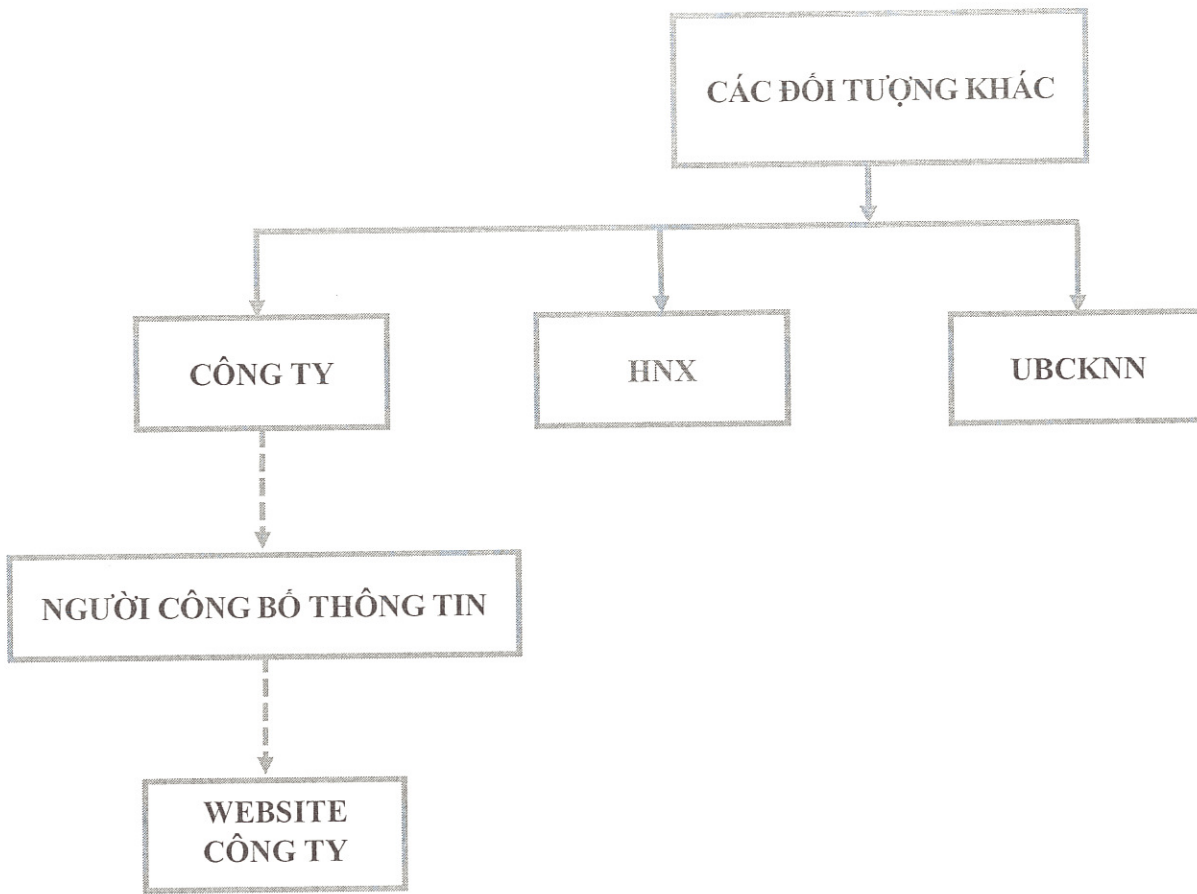 CÁC ĐỐI TƯỢNG KHÁC
CÔNG TY
HNX
UBCKNN
NGƯỜI CÔNG BỐ THÔNG TIN
WEBSITE
CÔNG TY